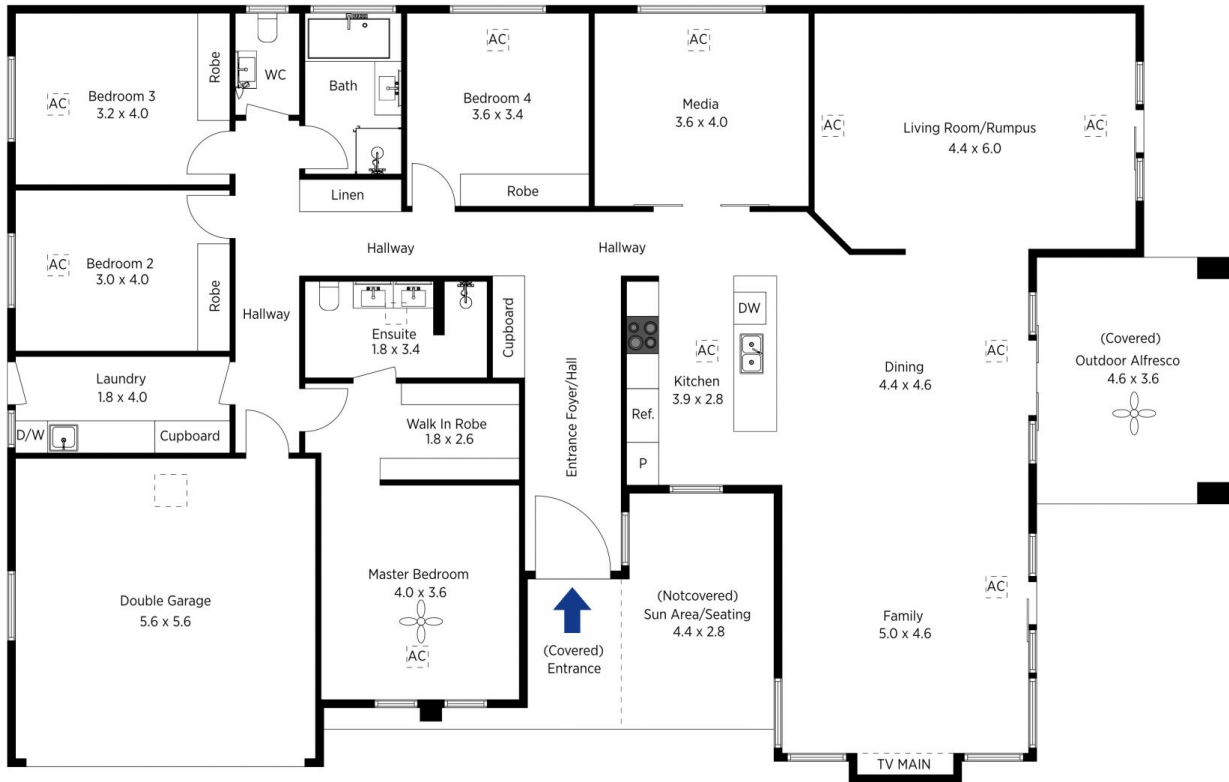 Bedroom 3
3.2 x 4.0
AC
Robe
WC
Bath
AC
Bedroom 4
3.6 x 3.4
Robe
AC
Media
3.6 x 4.0
AC
Living Room/Rumpus
4.4 x 6.0
AC
Linen
Hallway
Hallway
AC
Bedroom 2
3.0 x 4.0
Robe
Hallway
Ensuite
1.8 x 3.4
Cupboard
Entrance Foyer/Hall
AC
Kitchen
3.9 x 2.8
DW
Ref.
P
AC
Dining
4.4 x 4.6
(Covered)
Outdoor Alfresco
4.6 x 3.6
Laundry
1.8 x 4.0
D/W
Cupboard
Walk In Robe
1.8 x 2.6
Double Garage
5.6 x 5.6
Master Bedroom
4.0 x 3.6
AC
(Covered)
Entrance
(Notcovered)
Sun Area/Seating
4.4 x 2.8
AC
Family
5.0 x 4.6
TV MAIN